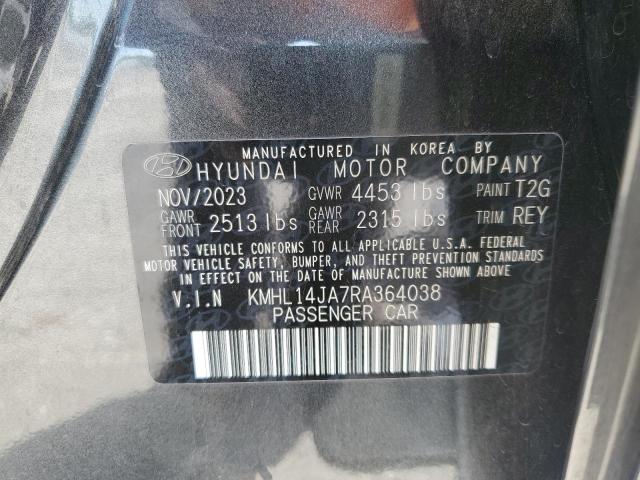 MANUFACTURED IN KOREA BY
HYUNDAI MOTOR COMPANY
NOV/2023 GVWR 4453 lbs PAINT T2G
GAWR FRONT 2513 lbs GAWR REAR 2315 lbs TRIM REY
THIS VEHICLE CONFORMS TO ALL APPLICABLE U.S.A. FEDERAL
MOTOR VEHICLE SAFETY, BUMPER, AND THEFT PREVENTION STANDARDS
IN EFFECT ON THE DATE OF MANUFACTURE SHOWN ABOVE
V.I.N KMHL14JA7RA364038
PASSENGER CAR